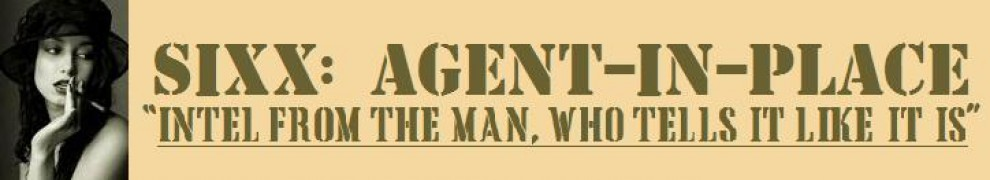 SIXX: AGENT-IN-PLACE
"INTEL FROM THE MAN, WHO TELLS IT LIKE IT IS"